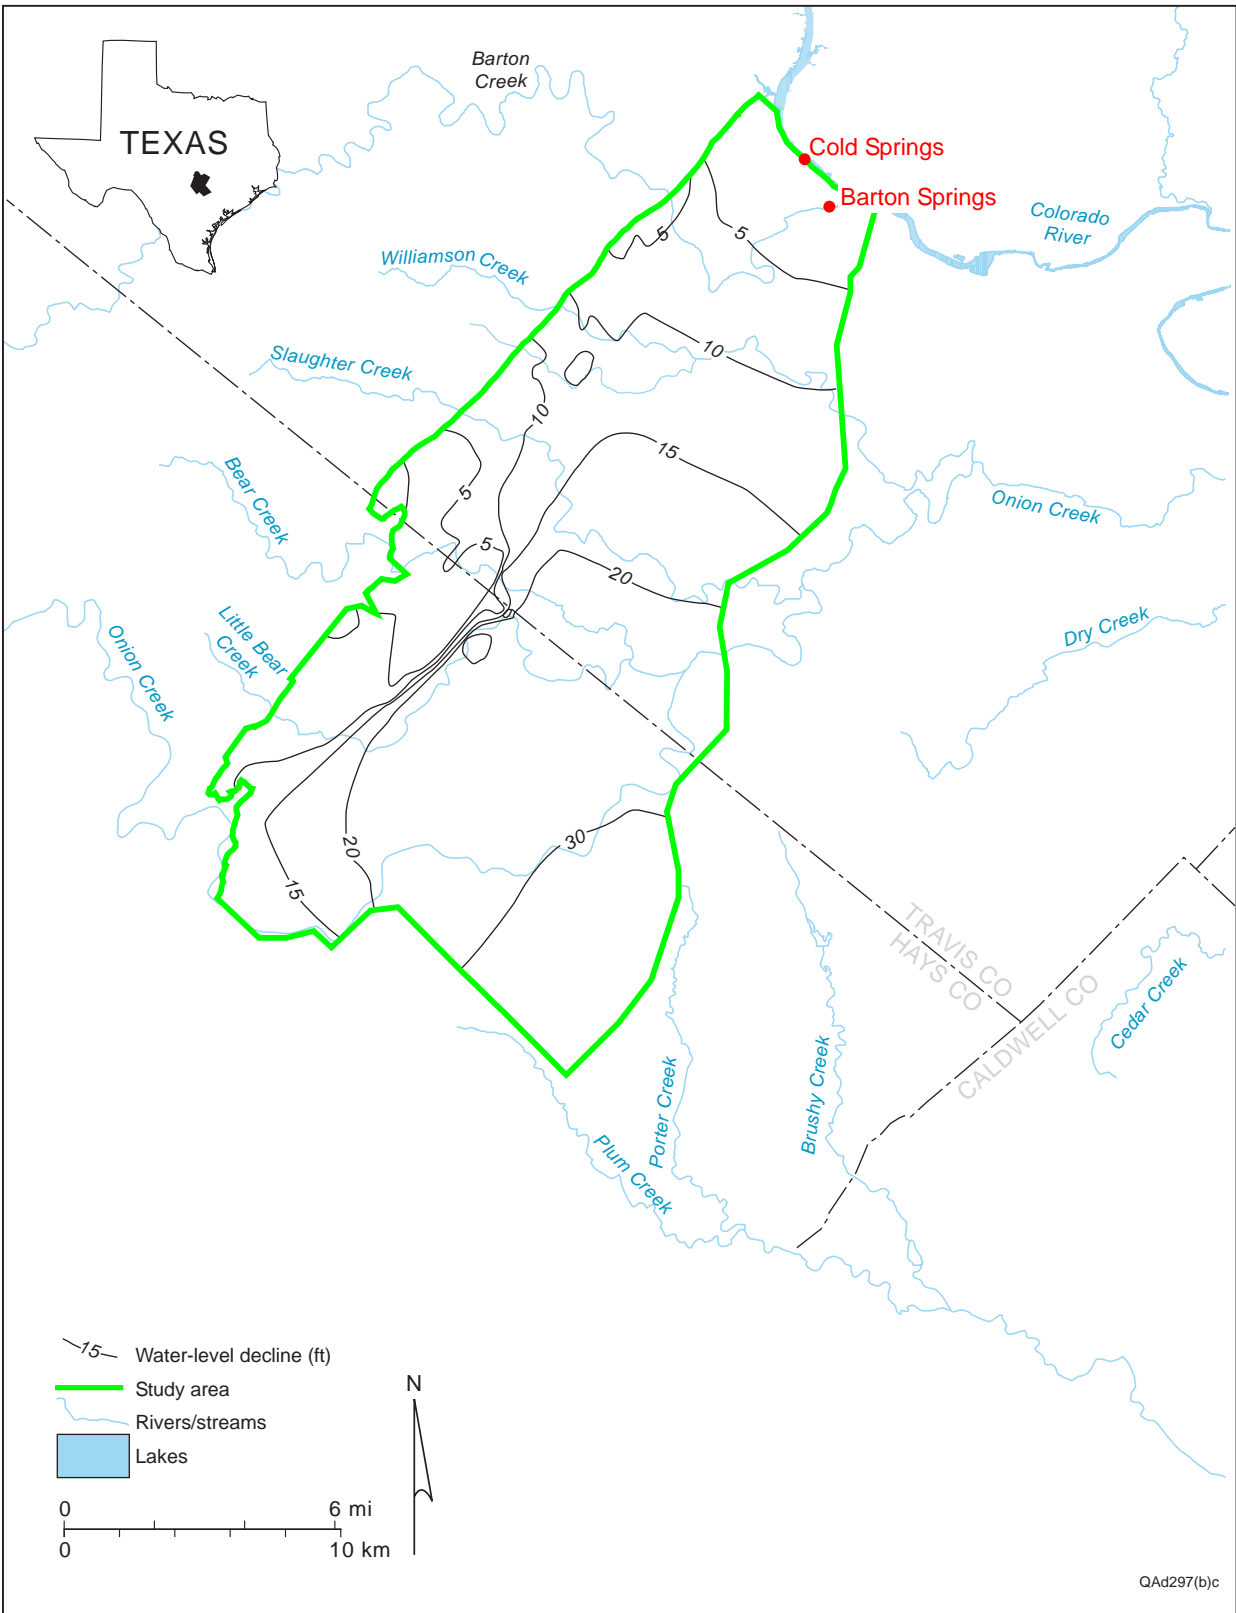 Barton
Creek
TEXAS
Cold Springs
Barton Springs
Colorado
River
5
5
Williamson Creek
10
Slaughter Creek
10
15
Bear Creek
5
Onion Creek
5
20
Little Bear
Creek
Dry Creek
Onion Creek
30
20
15
TRAVIS CO
HAYS CO
CALDWELL CO
Cedar Creek
Brushy Creek
Porter Creek
Plum Creek
15
Water-level decline (ft)
Study area
Rivers/streams
Lakes
N
0 6 mi
0 10 km
QAd297(b)c